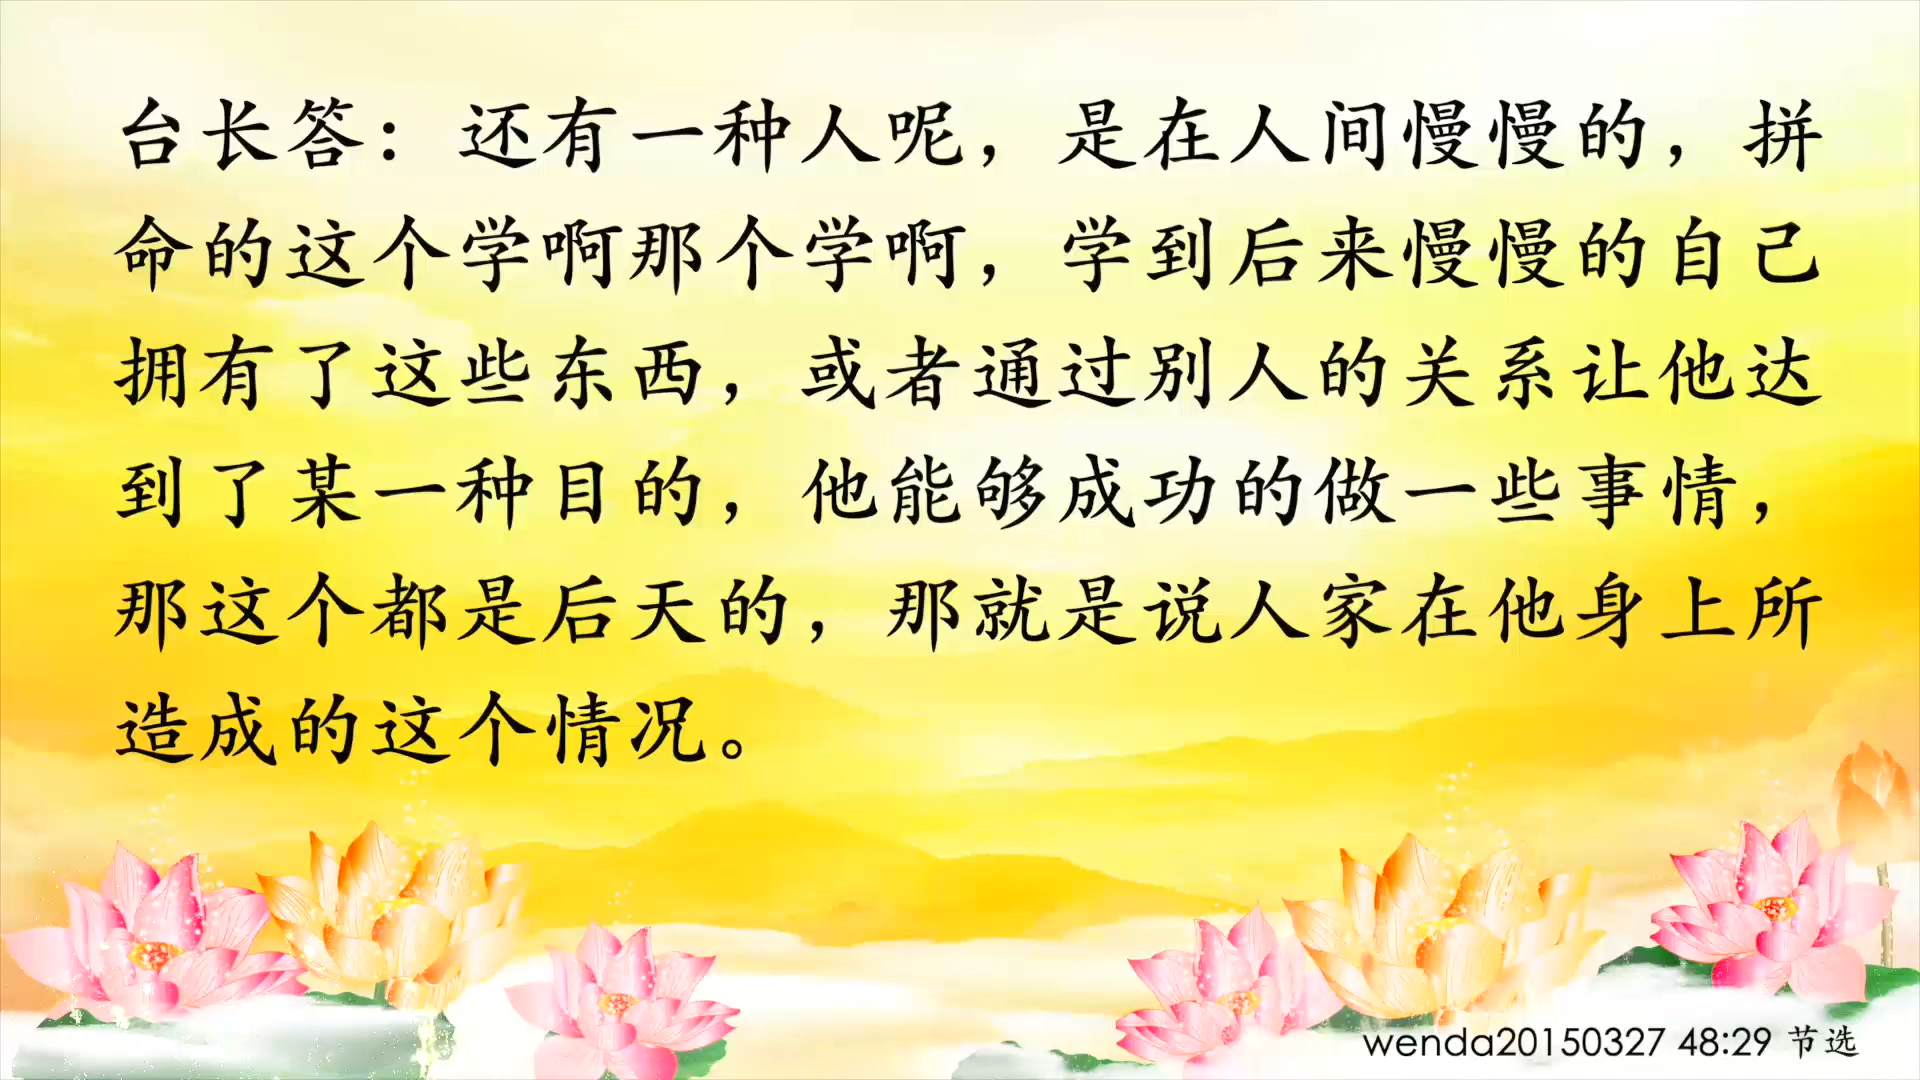 台长答：还有一种人呢，是在人间慢慢的，拼
命的这个学啊那个学啊，学到后来慢慢的自己
拥有了这些东西，或者通过别人的关系让他达
到了某一种目的，他能够成功的做一些事情，
那这个都是后天的，那就是说人家在他身上所
造成的这个情况。
wenda20150327 48:29 节选